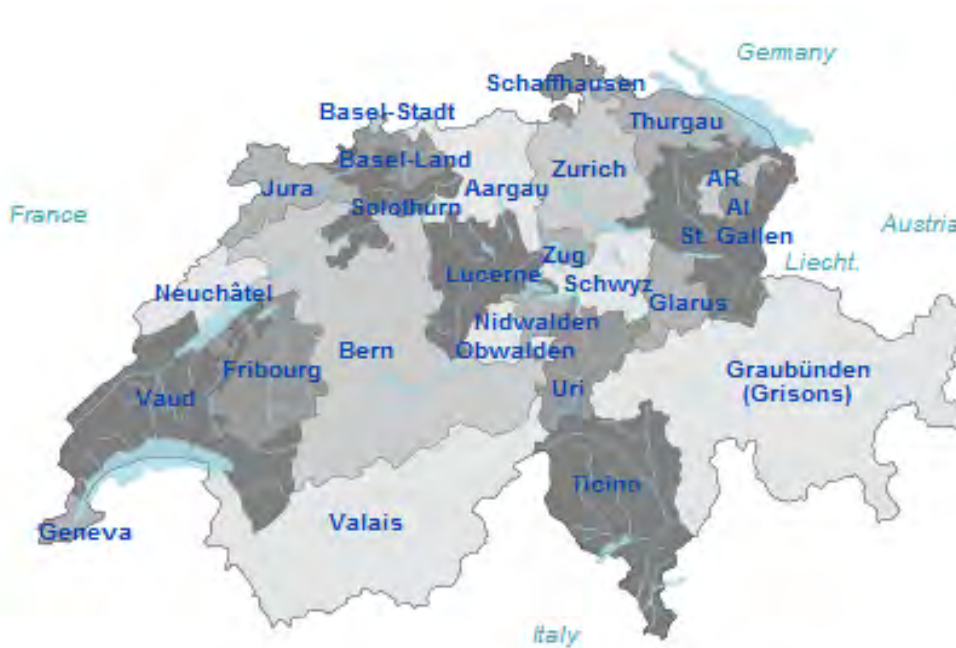 Germany
Schaffhausen
Basel-Stadt
Thurgau
Basel-Land
Zurich
AR
Jura
Aargau
Solothurn
AI
France
Austria
St. Gallen
Zug
Liecht.
Lucerne
Schwyz
Neuchâtel
Glarus
Nidwalden
Bern
Obwalden
Fribourg
Graubünden
(Grisons)
Uri
Vaud
Ticino
Valais
Geneva
Italy